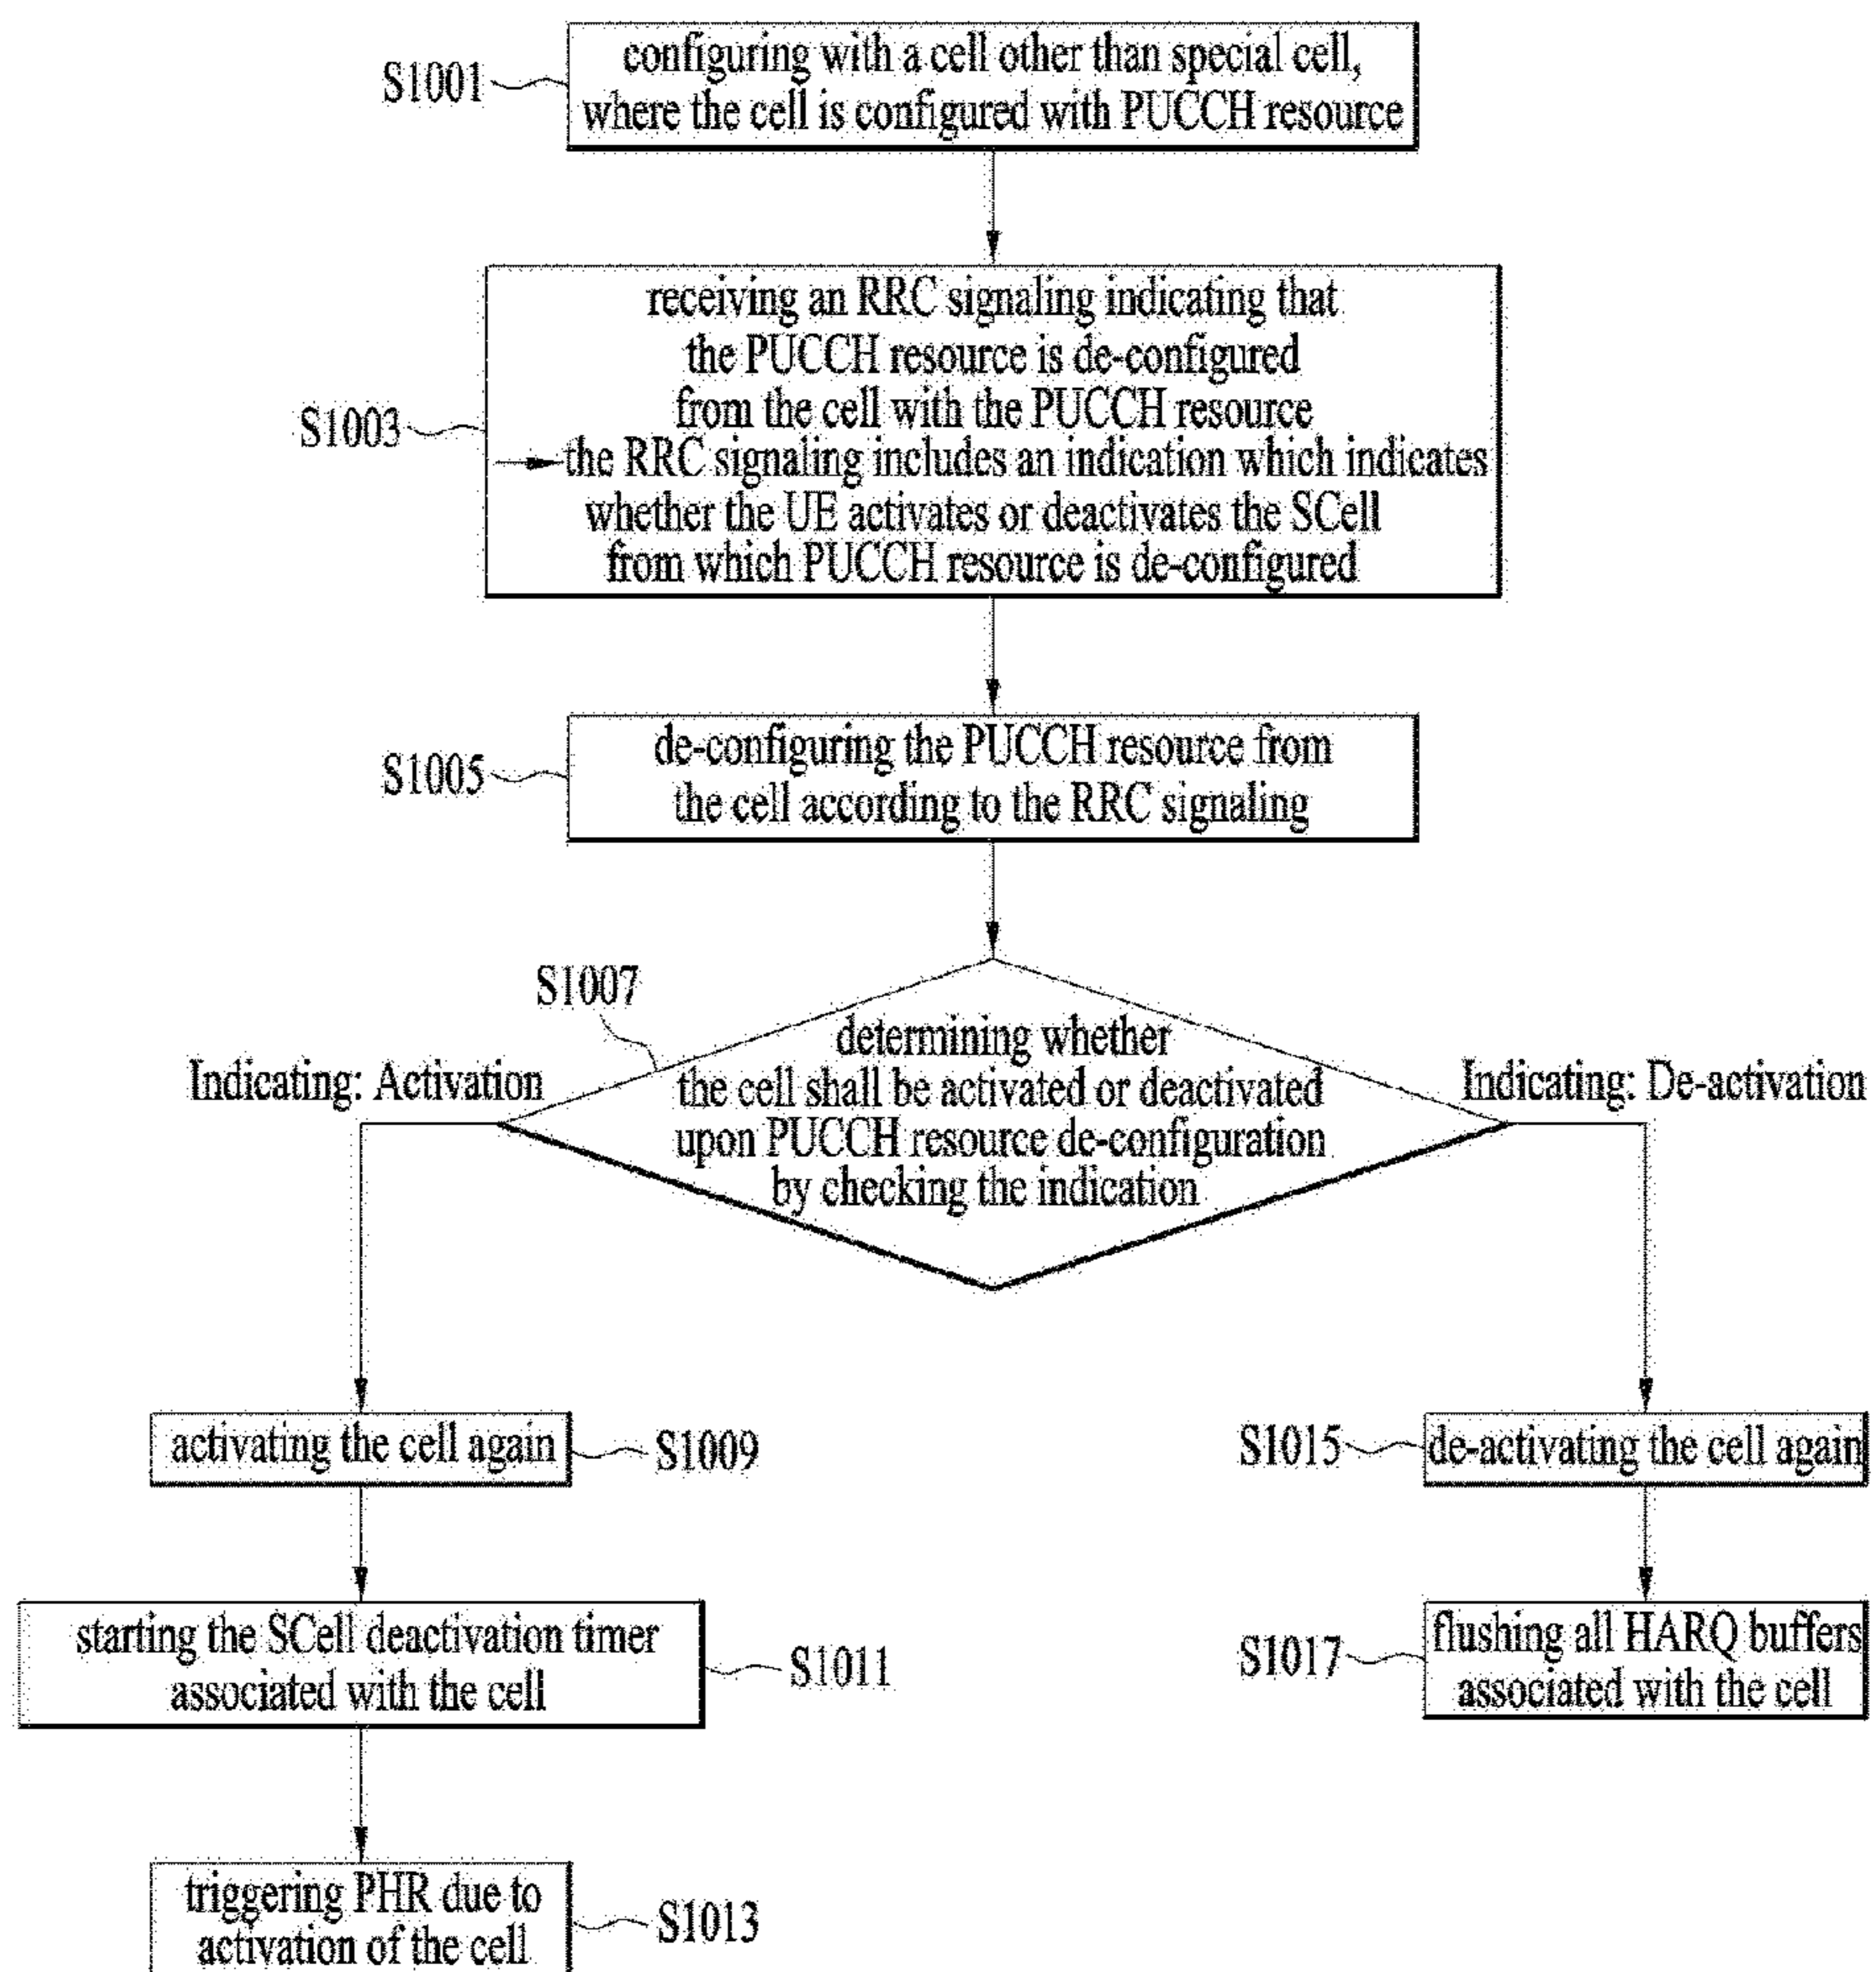 configuring with a cell other than special cell,
where the cell is configured with PUCCH resource
S1001
receiving an RRC signaling indicating that
the PUCCH resource is de-configured
from the cell with the PUCCH resource
the RRC signaling includes an indication which indicates
whether the UE activates or deactivates the SCell
from which PUCCH resource is de-configured
S1003
de-configuring the PUCCH resource from
the cell according to the RRC signaling
S1005
S1007
determining whether
the cell shall be activated or deactivated
upon PUCCH resource de-configuration
by checking the indication
Indicating: Activation
Indicating: De-activation
activating the cell again
S1009
S1015
de-activating the cell again
starting the SCell deactivation timer
associated with the cell
S1011
S1017
flushing all HARQ buffers
associated with the cell
triggering PHR due to
activation of the cell
S1013